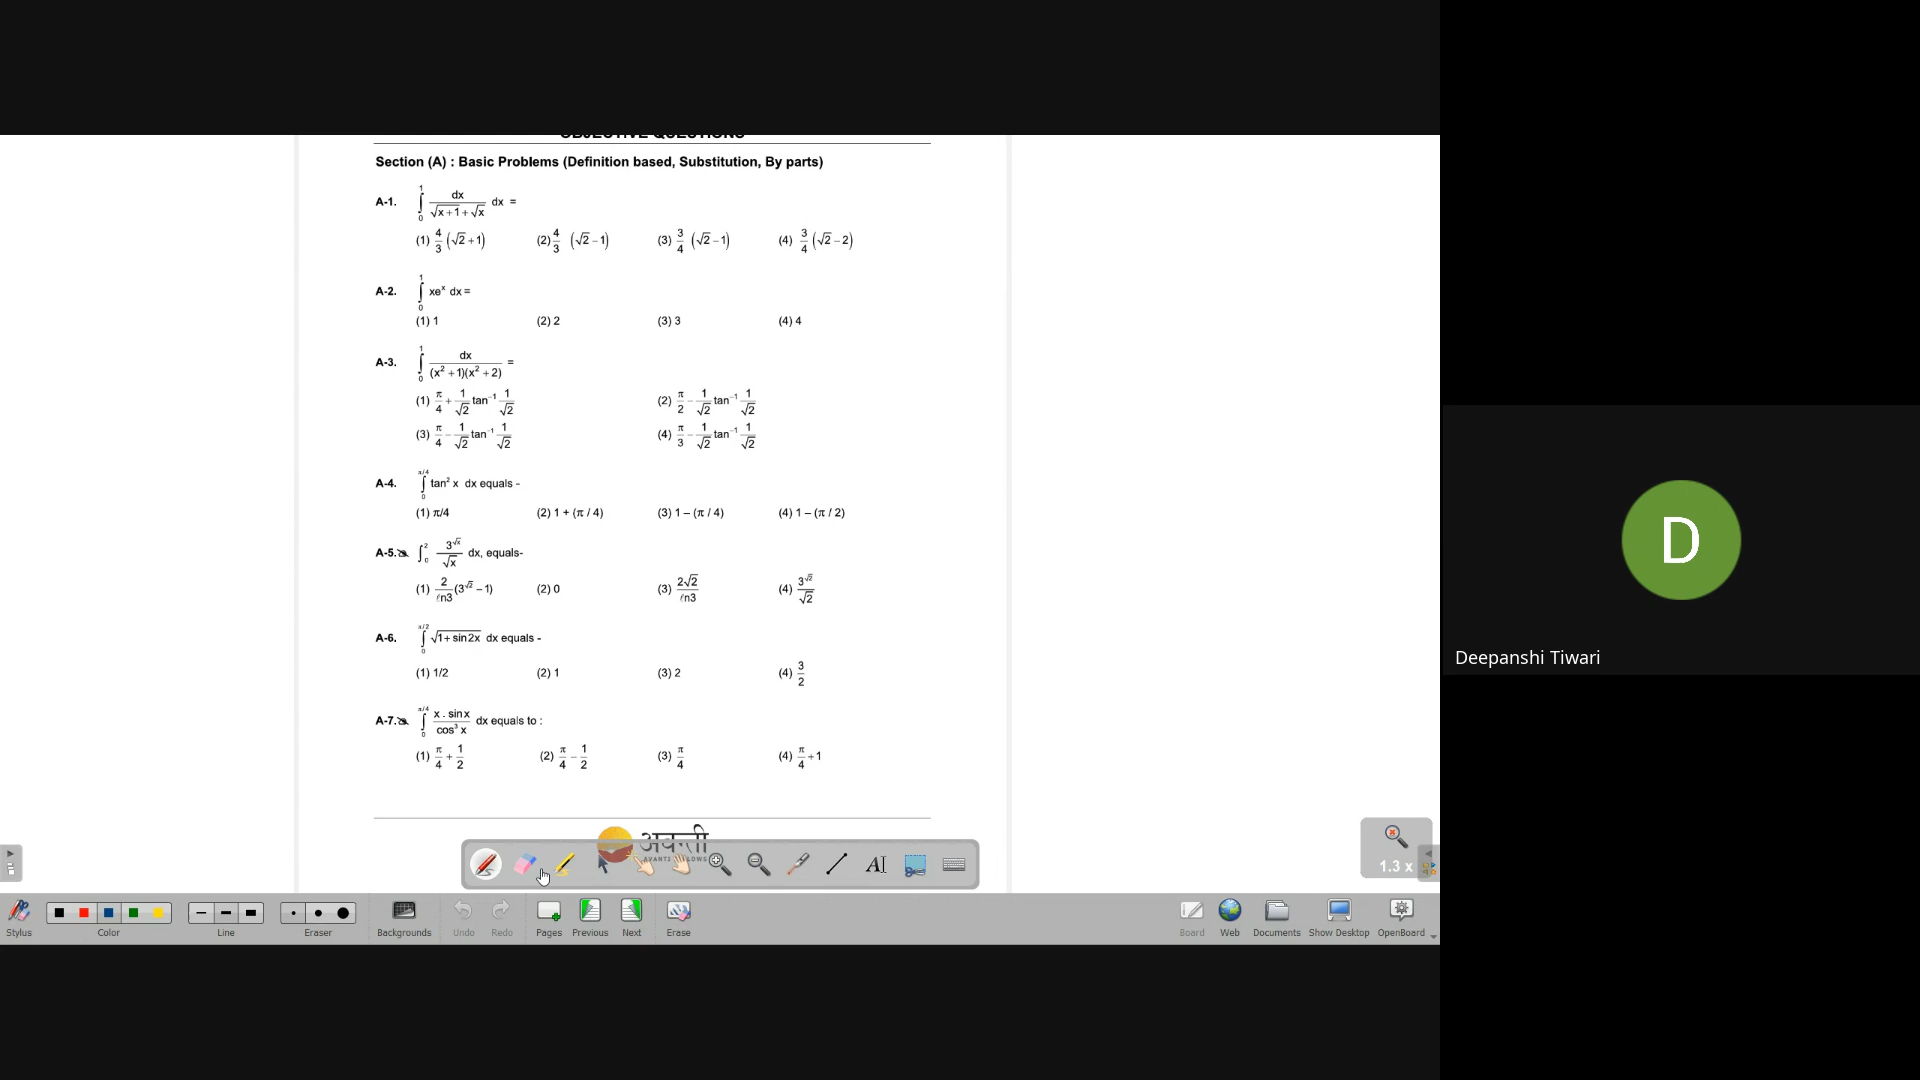 OBJECTIVE QUESTIONS
Section (A) : Basic Problems (Definition based, Substitution, By parts)
A-1. ∫₀¹ dx/(√(x+1) + √x) dx =
(1) 4/3 (√2 + 1) (2) 4/3 (√2 – 1) (3) 3/4 (√2 – 1) (4) 3/4 (√2 – 2)
A-2. ∫₀¹ xeˣ dx =
(1) 1 (2) 2 (3) 3 (4) 4
A-3. ∫₀¹ dx/((x² + 1)(x² + 2)) =
(1) π/4 + 1/√2 tan⁻¹ 1/√2 (2) π/2 – 1/√2 tan⁻¹ 1/√2
(3) π/4 – 1/√2 tan⁻¹ 1/√2 (4) π/3 – 1/√2 tan⁻¹ 1/√2
A-4. ∫₀^(π/4) tan² x dx equals -
(1) π/4 (2) 1 + (π / 4) (3) 1 – (π / 4) (4) 1 – (π / 2)
A-5. ∫₀² 3^√x/√x dx, equals-
(1) 2/ℓn3 (3^√2 – 1) (2) 0 (3) 2√2/ℓn3 (4) 3^√2/√2
A-6. ∫₀^(π/2) √(1 + sin2x) dx equals -
(1) 1/2 (2) 1 (3) 2 (4) 3/2
A-7. ∫₀^(π/4) x . sin x/cos³ x dx equals to :
(1) π/4 + 1/2 (2) π/4 – 1/2 (3) π/4 (4) π/4 + 1
अवन्ती
AI
1.3 x
Stylus Color Line Eraser Backgrounds Undo Redo Pages Previous Next Erase Board Web Documents Show Desktop OpenBoard
D
Deepanshi Tiwari